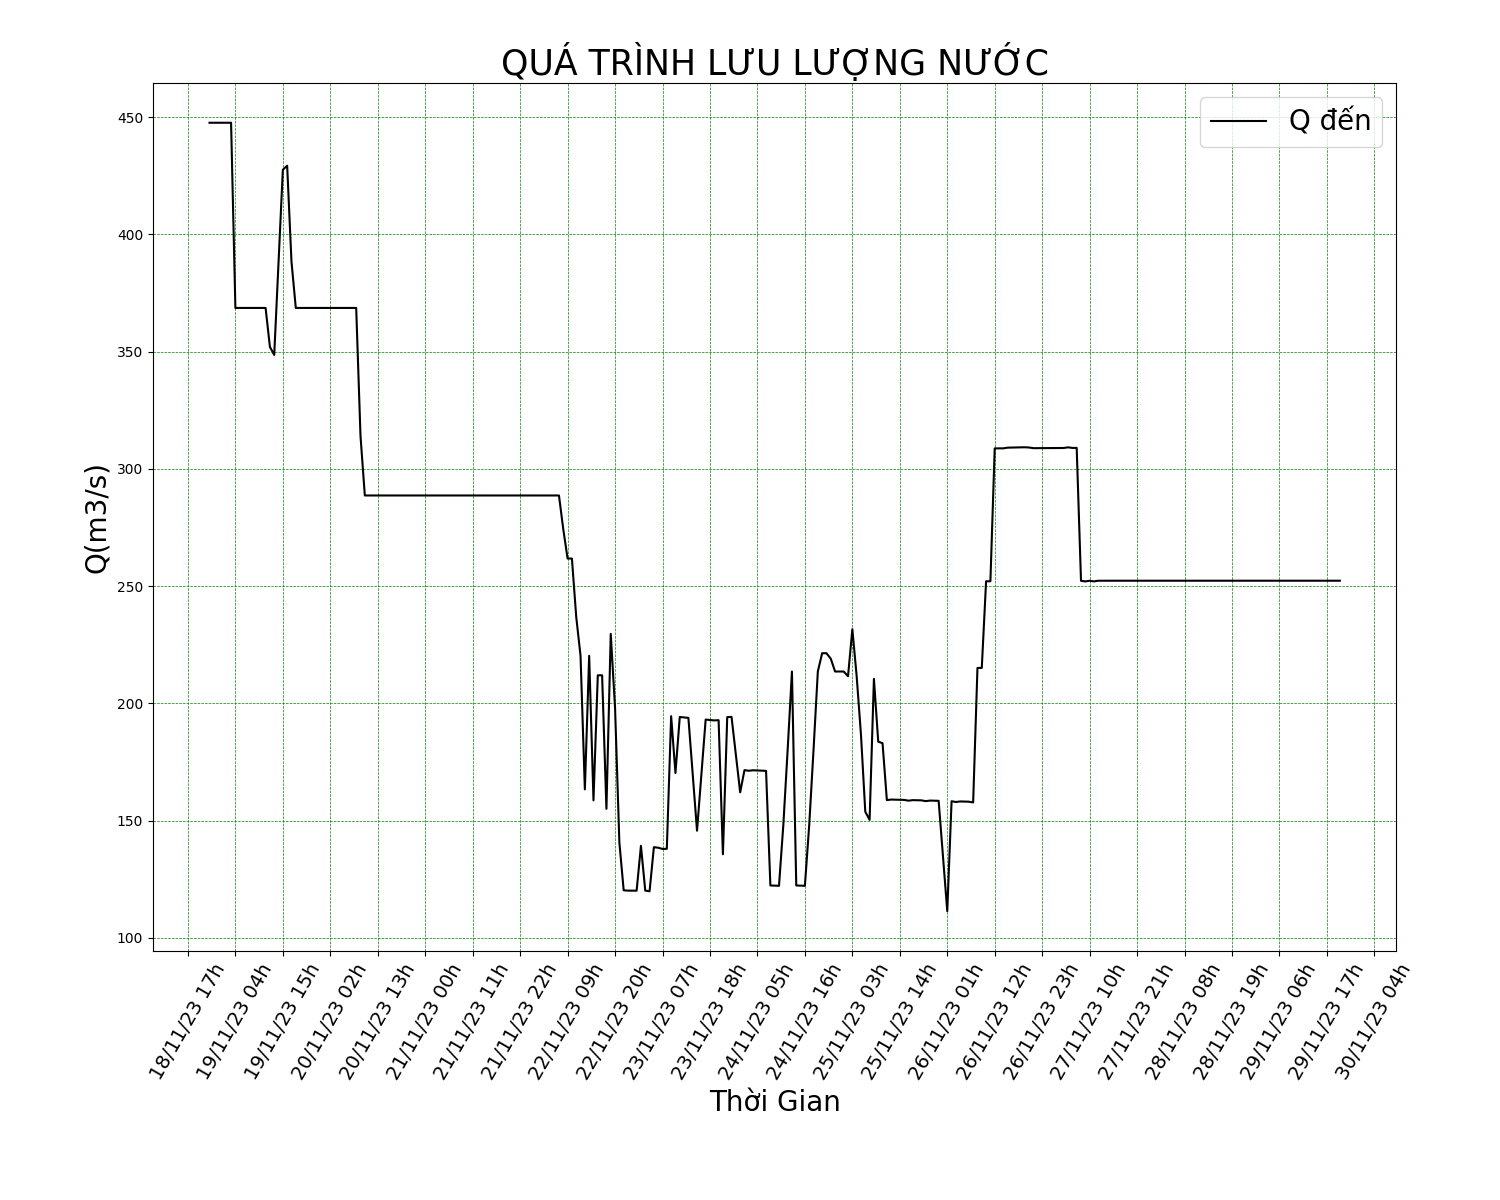 QUÁ TRÌNH LƯU LƯỢNG NƯỚC
Q đến
450
400
350
300
250
200
150
100
Q(m3/s)
18/11/23 17h
19/11/23 04h
19/11/23 15h
20/11/23 02h
20/11/23 13h
21/11/23 00h
21/11/23 11h
21/11/23 22h
22/11/23 09h
22/11/23 20h
23/11/23 07h
23/11/23 18h
24/11/23 05h
24/11/23 16h
25/11/23 03h
25/11/23 14h
26/11/23 01h
26/11/23 12h
26/11/23 23h
27/11/23 10h
27/11/23 21h
28/11/23 08h
28/11/23 19h
29/11/23 06h
29/11/23 17h
30/11/23 04h
Thời Gian